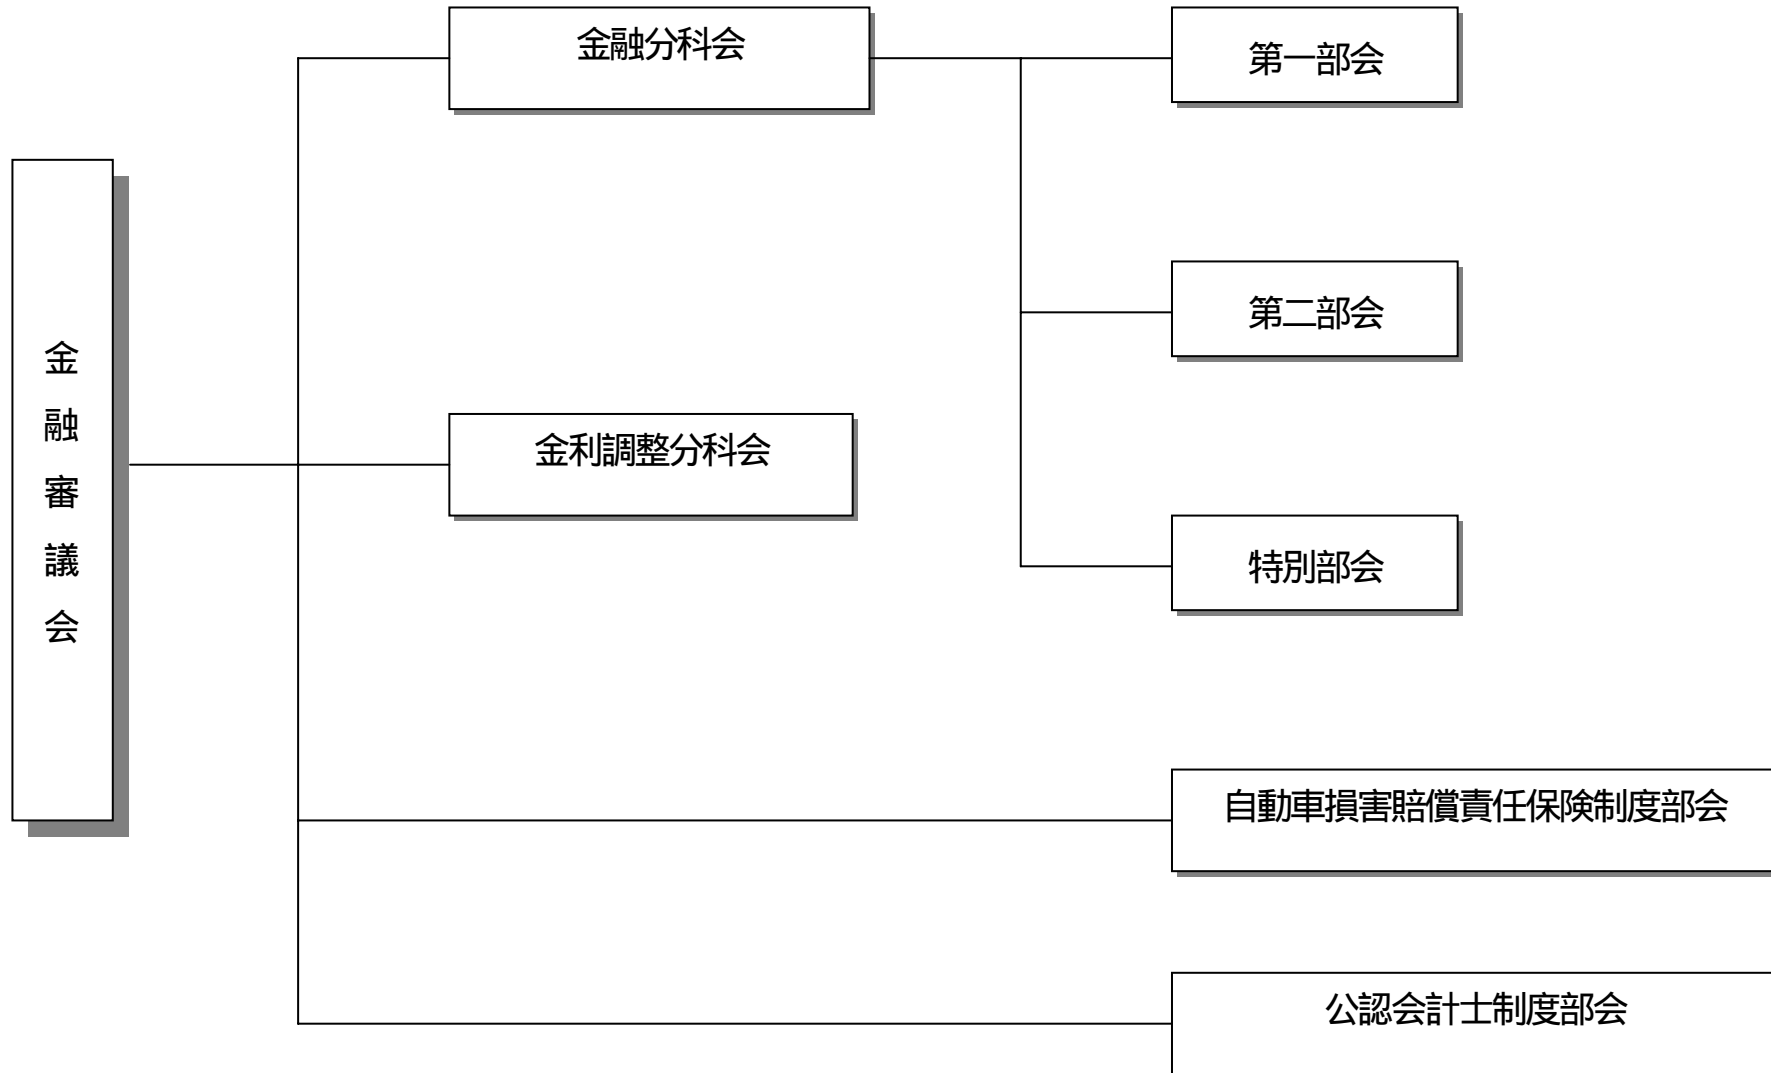 金融審議会
金融分科会
第一部会
第二部会
特別部会
金利調整分科会
自動車損害賠償責任保険制度部会
公認会計士制度部会